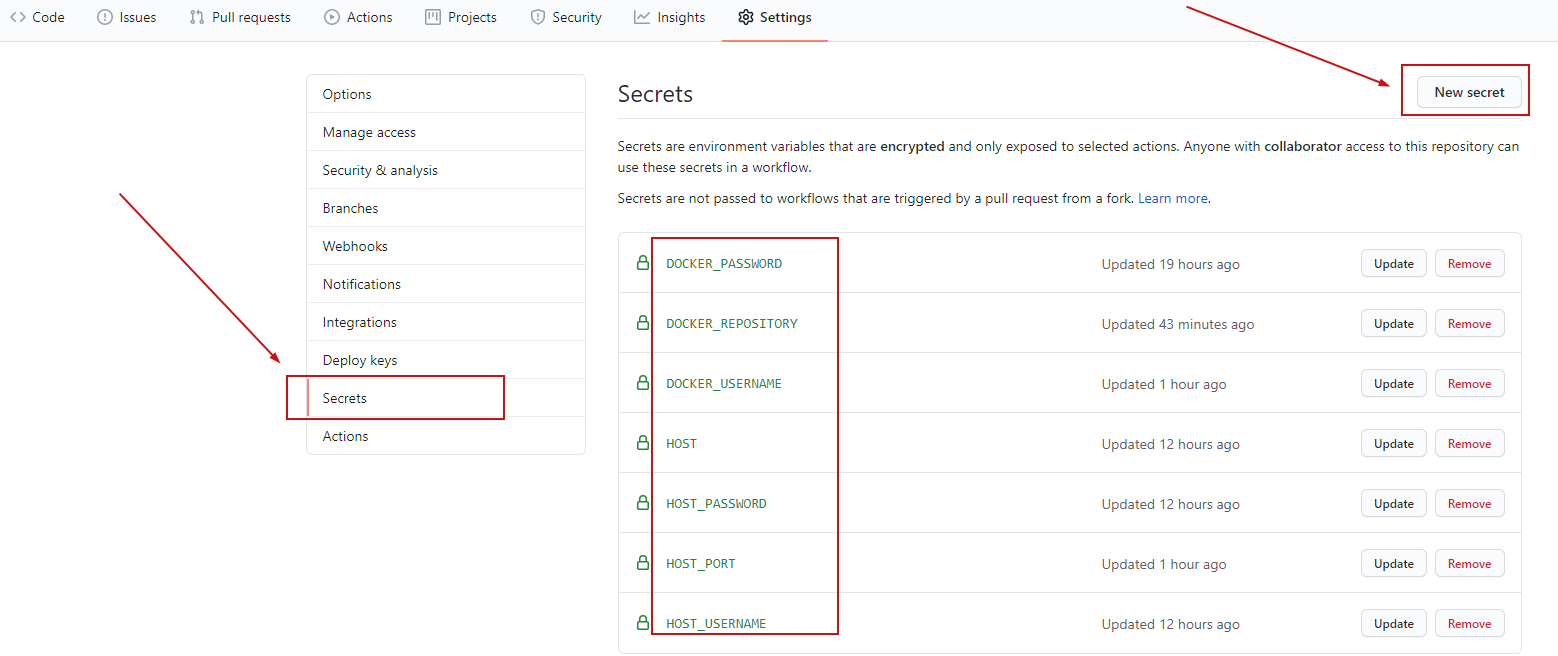 Code Issues Pull requests Actions Projects Security Insights Settings
Options
Manage access
Security & analysis
Branches
Webhooks
Notifications
Integrations
Deploy keys
Secrets
Actions
Secrets
New secret
Secrets are environment variables that are encrypted and only exposed to selected actions. Anyone with collaborator access to this repository can
use these secrets in a workflow.
Secrets are not passed to workflows that are triggered by a pull request from a fork. Learn more.
DOCKER_PASSWORD Updated 19 hours ago Update Remove
DOCKER_REPOSITORY Updated 43 minutes ago Update Remove
DOCKER_USERNAME Updated 1 hour ago Update Remove
HOST Updated 12 hours ago Update Remove
HOST_PASSWORD Updated 12 hours ago Update Remove
HOST_PORT Updated 1 hour ago Update Remove
HOST_USERNAME Updated 12 hours ago Update Remove